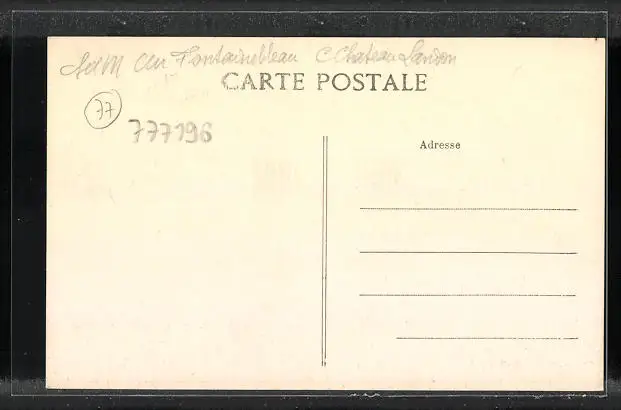 SetM Arr Fontainebleau C. Chateau Landon
CARTE POSTALE
77
777196
Adresse